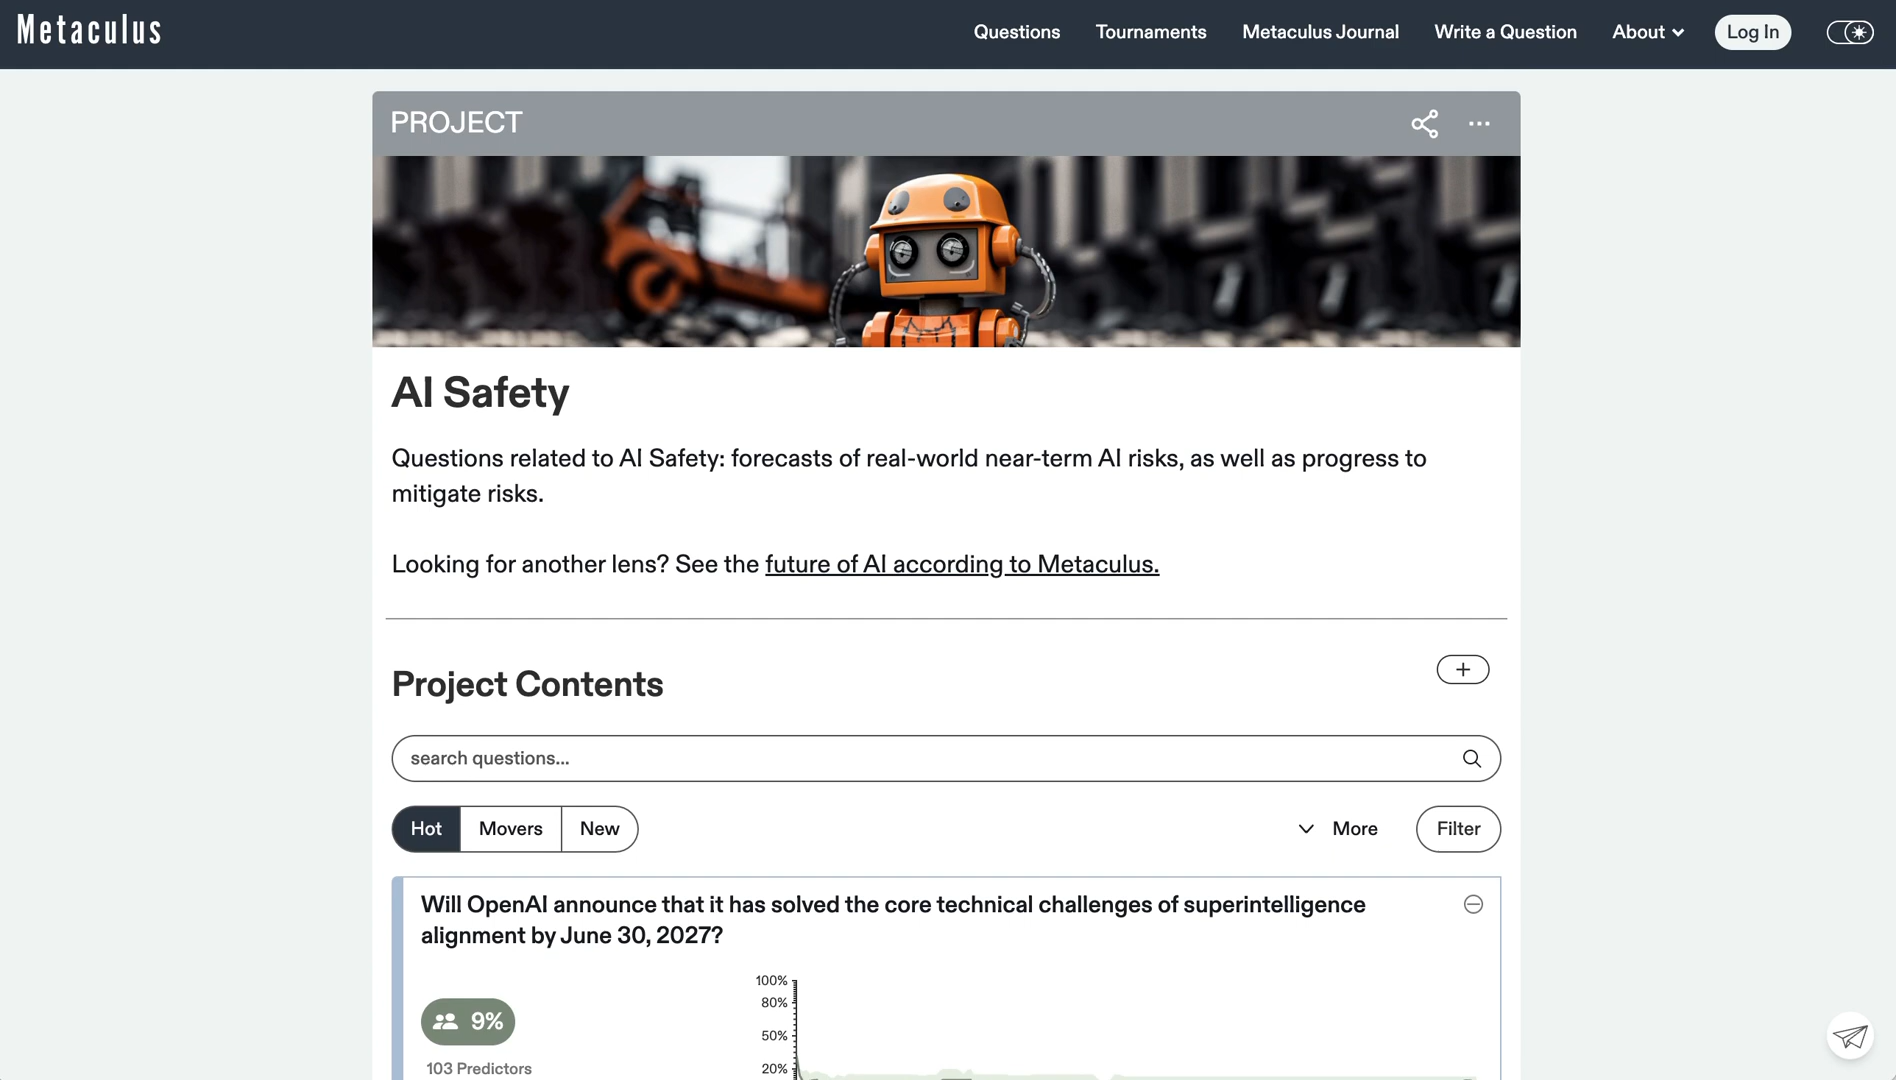 Metaculus
Questions
Tournaments
Metaculus Journal
Write a Question
About
Log In
PROJECT
AI Safety
Questions related to AI Safety: forecasts of real-world near-term AI risks, as well as progress to
mitigate risks.
Looking for another lens? See the future of AI according to Metaculus.
Project Contents
+
search questions...
Hot
Movers
New
More
Filter
Will OpenAI announce that it has solved the core technical challenges of superintelligence
alignment by June 30, 2027?
100%
80%
9%
50%
103 Predictors
20%